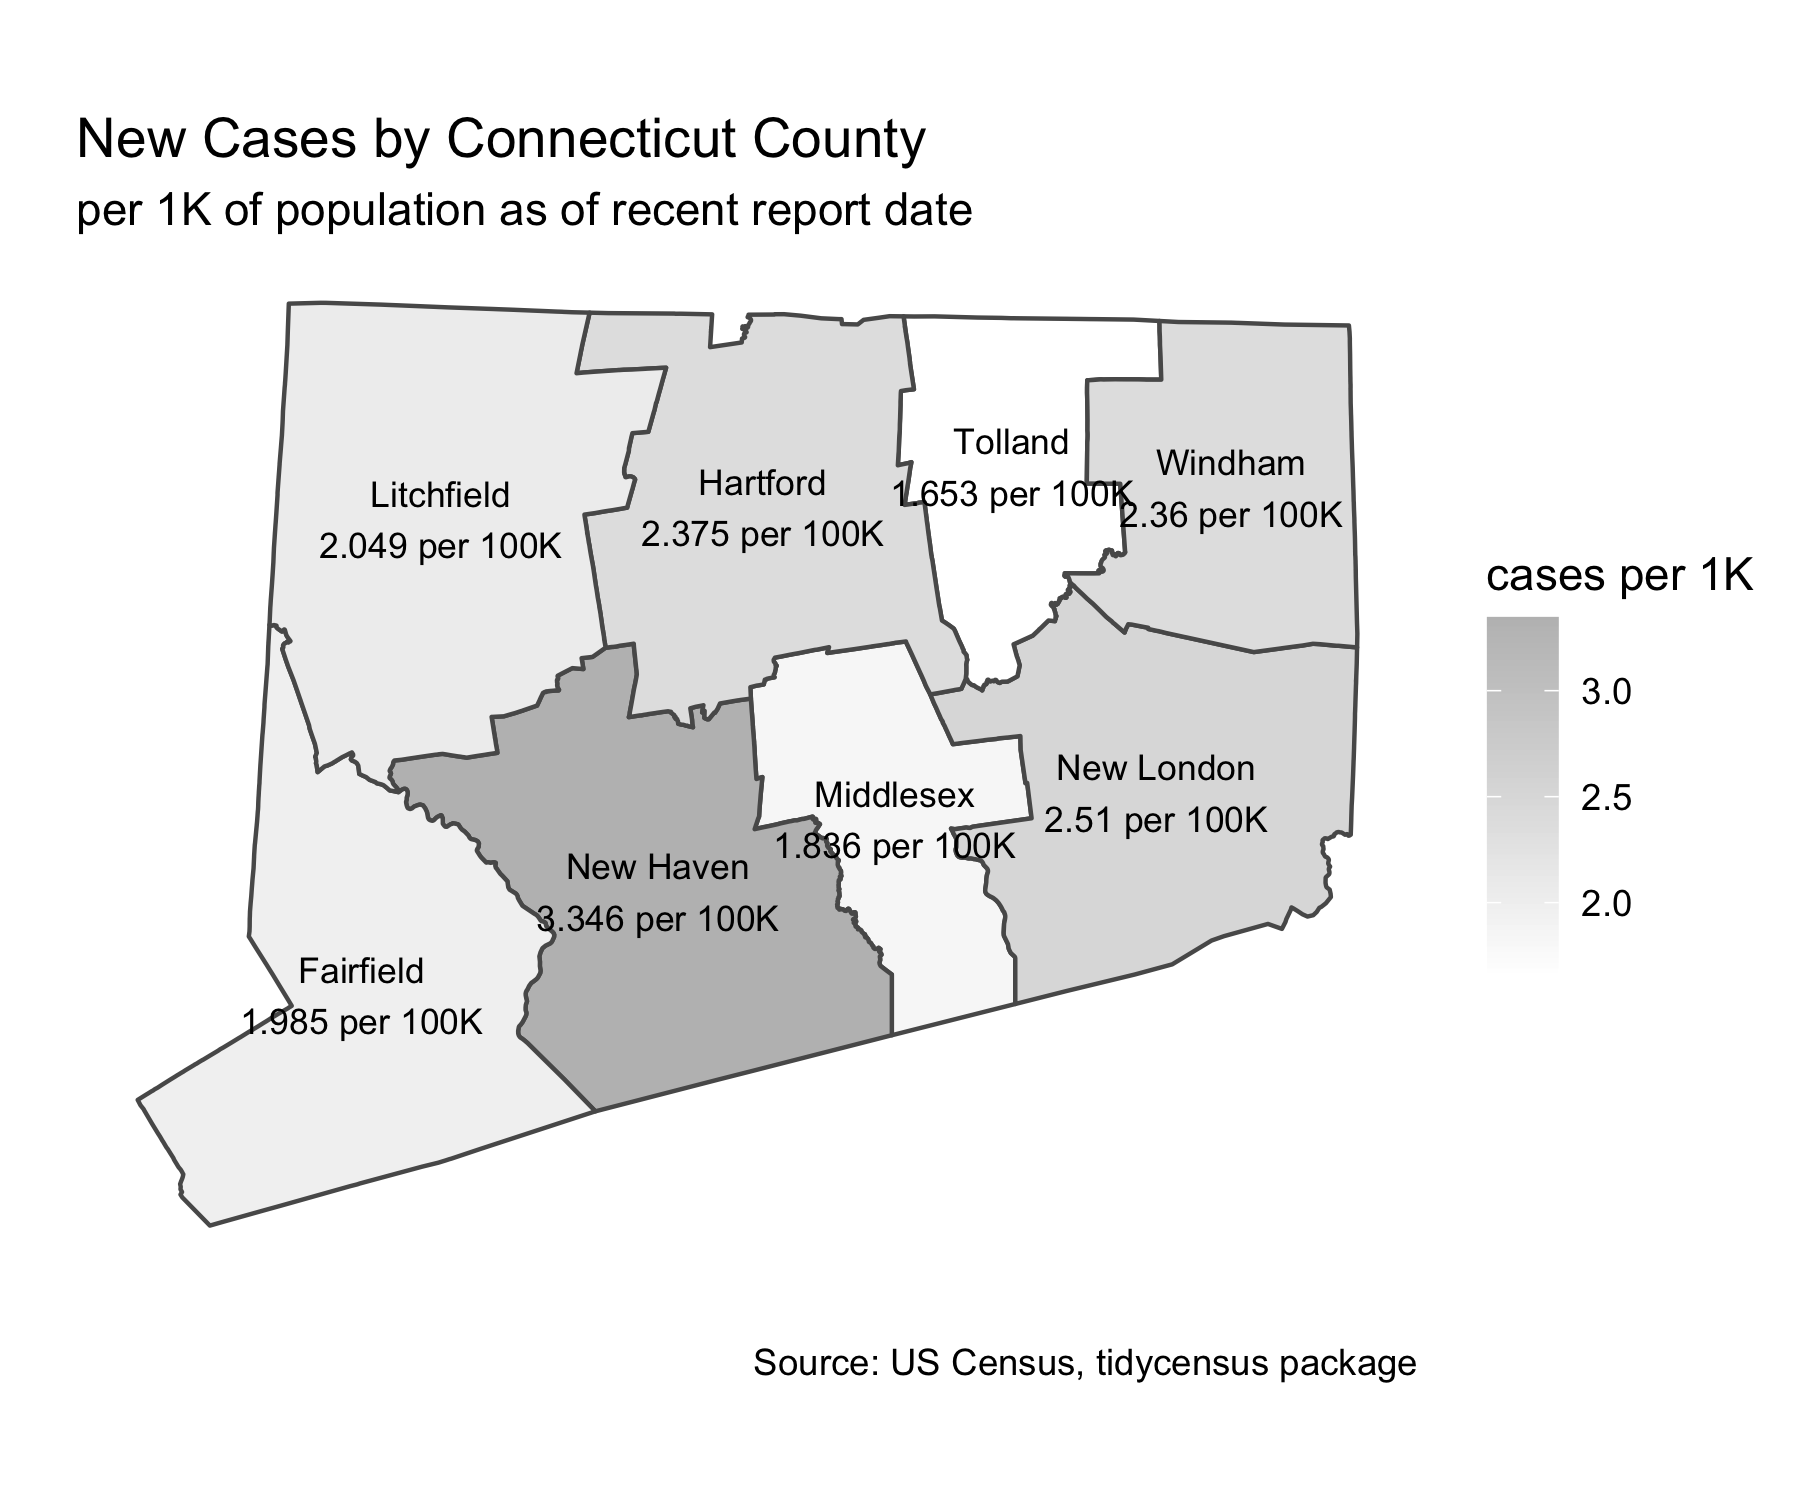 New Cases by Connecticut County
per 1K of population as of recent report date
Tolland
1.653 per 100K
Windham
2.36 per 100K
Hartford
2.375 per 100K
Litchfield
2.049 per 100K
cases per 1K
3.0
2.5
2.0
New London
2.51 per 100K
Middlesex
1.836 per 100K
New Haven
3.346 per 100K
Fairfield
1.985 per 100K
Source: US Census, tidycensus package